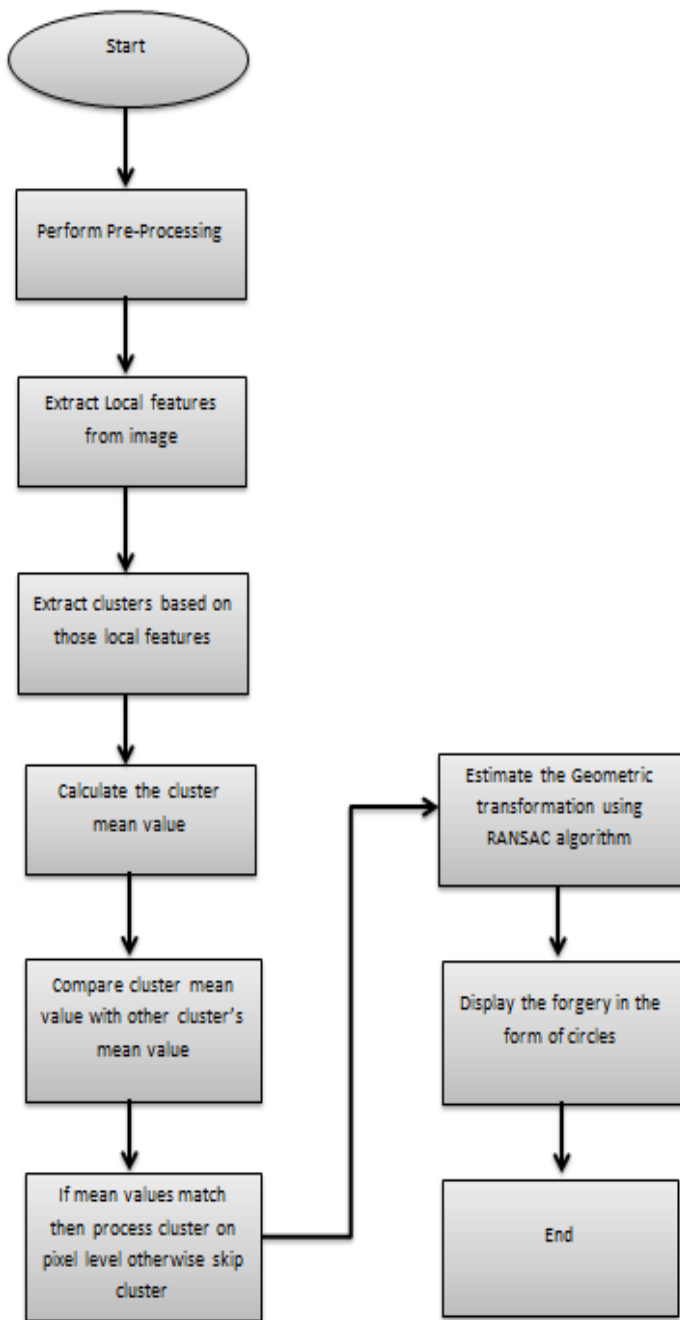 Start
Perform Pre-Processing
Extract Local features
from image
Extract clusters based on
those local features
Calculate the cluster
mean value
Compare cluster mean
value with other cluster's
mean value
If mean values match
then process cluster on
pixel level otherwise skip
cluster
Estimate the Geometric
transformation using
RANSAC algorithm
Display the forgery in the
form of circles
End